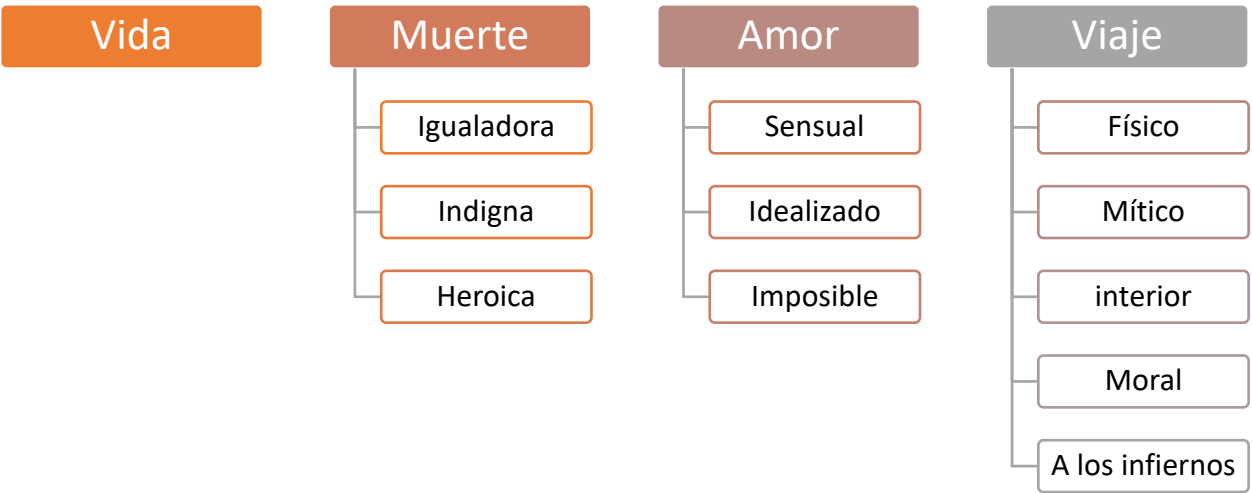 Vida
Muerte
Igualadora
Indigna
Heroica
Amor
Sensual
Idealizado
Imposible
Viaje
Físico
Mítico
interior
Moral
A los infiernos